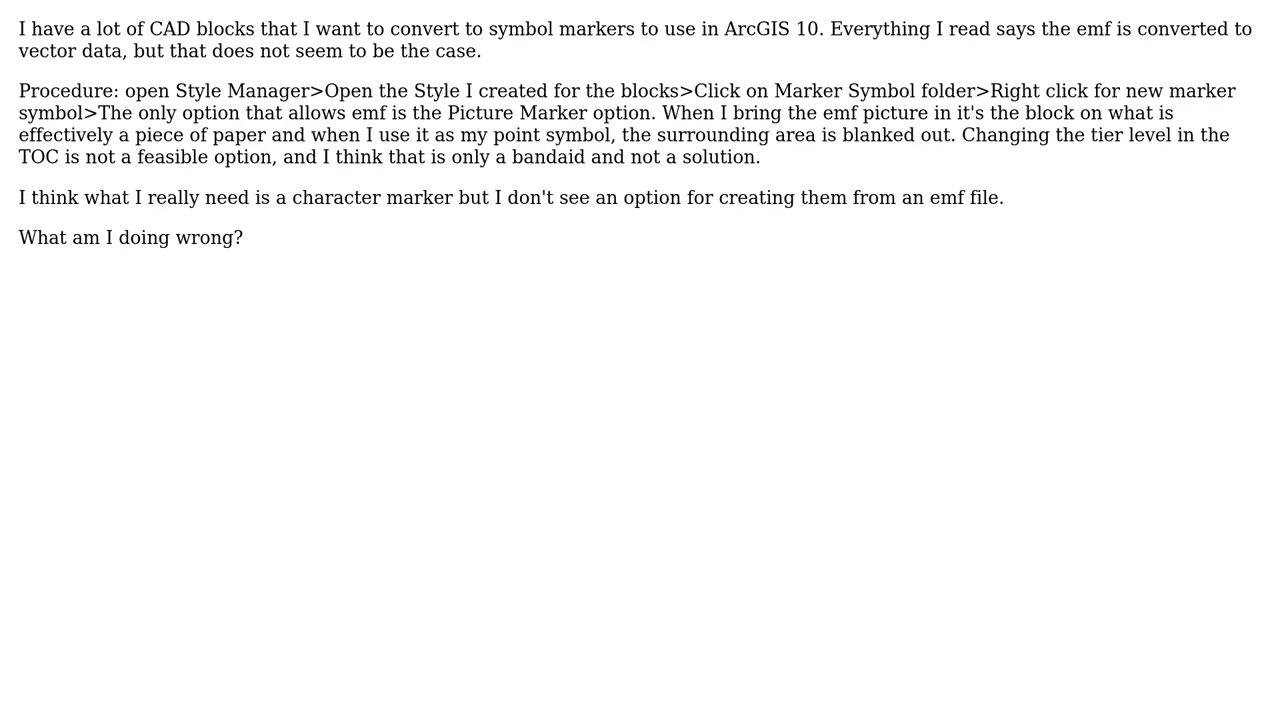 I have a lot of CAD blocks that I want to convert to symbol markers to use in ArcGIS 10. Everything I read says the emf is converted to
vector data, but that does not seem to be the case.
Procedure: open Style Manager>Open the Style I created for the blocks>Click on Marker Symbol folder>Right click for new marker
symbol>The only option that allows emf is the Picture Marker option. When I bring the emf picture in it's the block on what is
effectively a piece of paper and when I use it as my point symbol, the surrounding area is blanked out. Changing the tier level in the
TOC is not a feasible option, and I think that is only a bandaid and not a solution.
I think what I really need is a character marker but I don't see an option for creating them from an emf file.
What am I doing wrong?